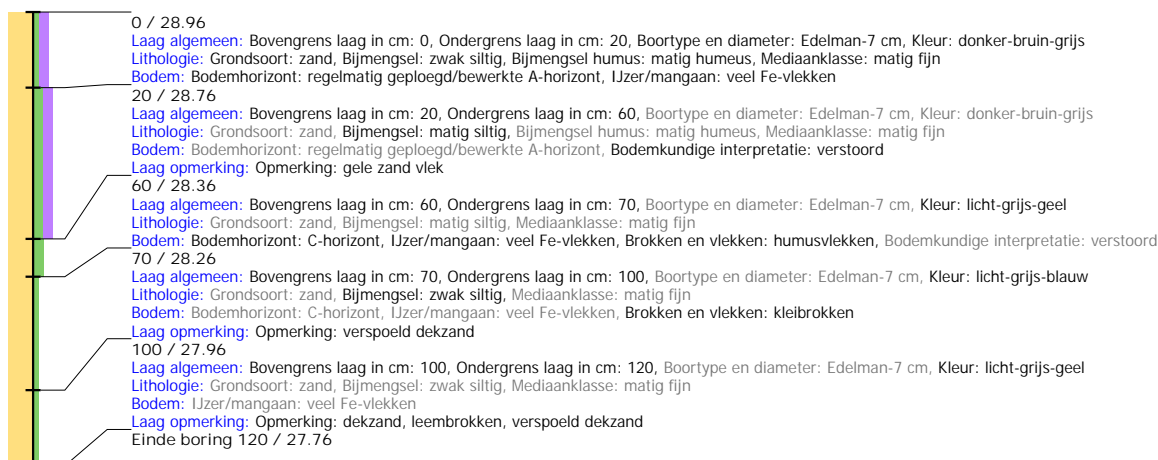 0 / 28.96
Laag algemeen: Bovengrens laag in cm: 0, Ondergrens laag in cm: 20, Boortype en diameter: Edelman-7 cm, Kleur: donker-bruin-grijs
Lithologie: Grondsoort: zand, Bijmengsel: zwak siltig, Bijmengsel humus: matig humeus, Mediaanklasse: matig fijn
Bodem: Bodemhorizont: regelmatig geploegd/bewerkte A-horizont, IJzer/mangaan: veel Fe-vlekken
20 / 28.76
Laag algemeen: Bovengrens laag in cm: 20, Ondergrens laag in cm: 60, Boortype en diameter: Edelman-7 cm, Kleur: donker-bruin-grijs
Lithologie: Grondsoort: zand, Bijmengsel: matig siltig, Bijmengsel humus: matig humeus, Mediaanklasse: matig fijn
Bodem: Bodemhorizont: regelmatig geploegd/bewerkte A-horizont, Bodemkundige interpretatie: verstoord
Laag opmerking: Opmerking: gele zand vlek
60 / 28.36
Laag algemeen: Bovengrens laag in cm: 60, Ondergrens laag in cm: 70, Boortype en diameter: Edelman-7 cm, Kleur: licht-grijs-geel
Lithologie: Grondsoort: zand, Bijmengsel: matig siltig, Mediaanklasse: matig fijn
Bodem: Bodemhorizont: C-horizont, IJzer/mangaan: veel Fe-vlekken, Brokken en vlekken: humusvlekken, Bodemkundige interpretatie: verstoord
70 / 28.26
Laag algemeen: Bovengrens laag in cm: 70, Ondergrens laag in cm: 100, Boortype en diameter: Edelman-7 cm, Kleur: licht-grijs-blauw
Lithologie: Grondsoort: zand, Bijmengsel: zwak siltig, Mediaanklasse: matig fijn
Bodem: Bodemhorizont: C-horizont, IJzer/mangaan: veel Fe-vlekken, Brokken en vlekken: kleibrokken
Laag opmerking: Opmerking: verspoeld dekzand
100 / 27.96
Laag algemeen: Bovengrens laag in cm: 100, Ondergrens laag in cm: 120, Boortype en diameter: Edelman-7 cm, Kleur: licht-grijs-geel
Lithologie: Grondsoort: zand, Bijmengsel: zwak siltig, Mediaanklasse: matig fijn
Bodem: IJzer/mangaan: veel Fe-vlekken
Laag opmerking: Opmerking: dekzand, leembrokken, verspoeld dekzand
Einde boring 120 / 27.76